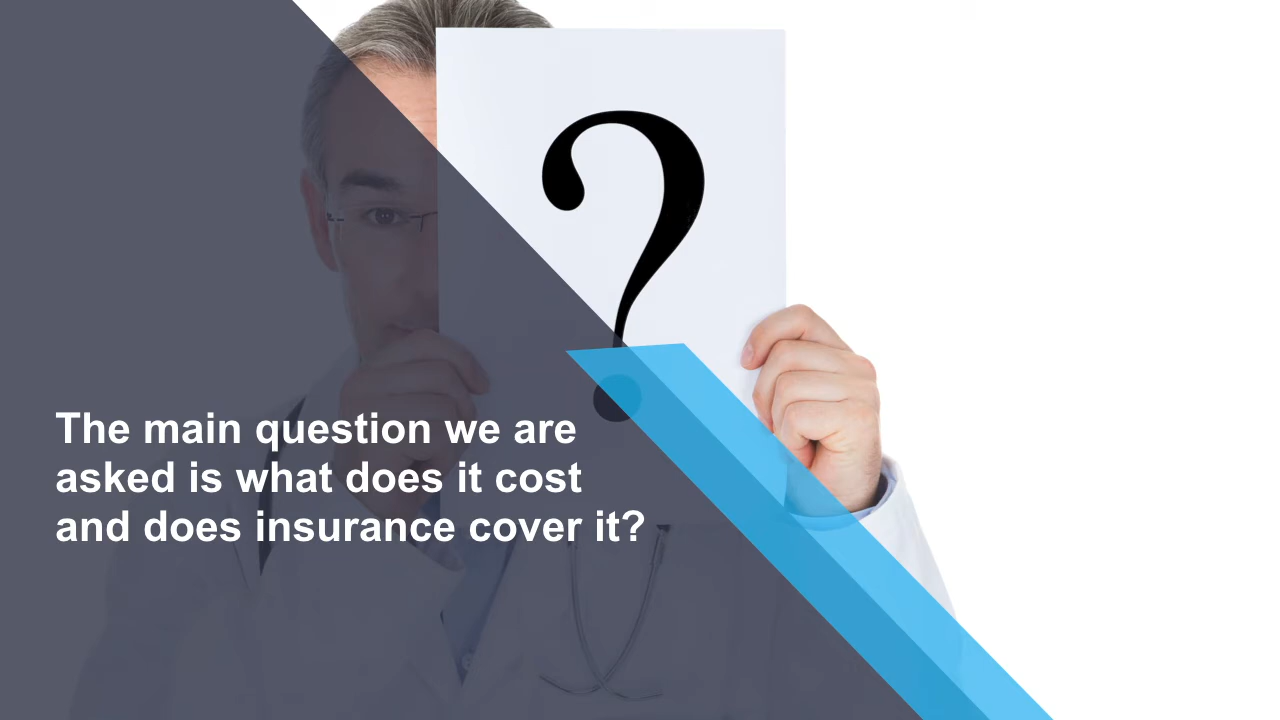 ?
The main question we are
asked is what does it cost
and does insurance cover it?